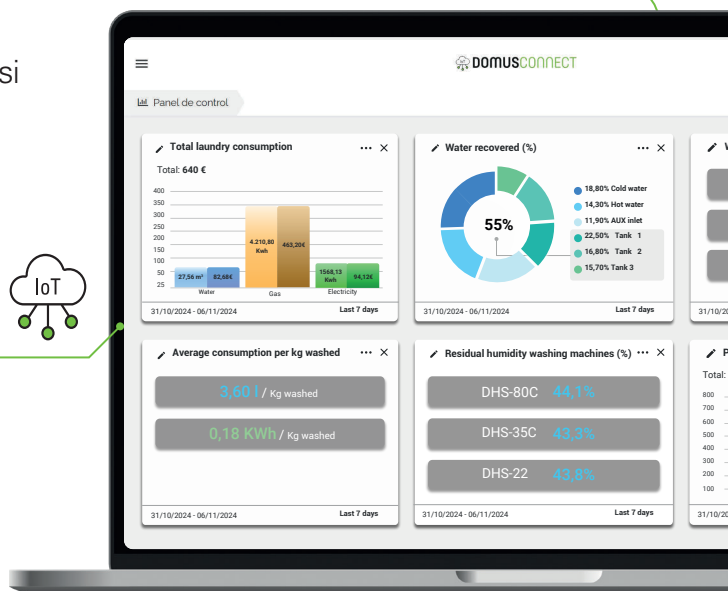 si
DOMUSCONNECT
Panel de control
Total laundry consumption
Total: 640 €
400
350
300
250
200
150
100
50
25
4.210,80
Kwh
463,20€
27,56 m³
82,68€
1568,13
Kwh
94,12€
Water
Gas
Electricity
31/10/2024 - 06/11/2024
Last 7 days
Water recovered (%)
55%
18,80% Cold water
14,30% Hot water
11,90% AUX inlet
22,50% Tank 1
16,80% Tank 2
15,70% Tank 3
31/10/2024 - 06/11/2024
Last 7 days
W
31/10/20
IoT
Average consumption per kg washed
3,60 l / Kg washed
0,18 KWh / Kg washed
31/10/2024 - 06/11/2024
Last 7 days
Residual humidity washing machines (%)
DHS-80C 44,1%
DHS-35C 43,3%
DHS-22 43,8%
31/10/2024 - 06/11/2024
Last 7 days
P
Total:
800
700
600
500
400
300
200
100
31/10/20